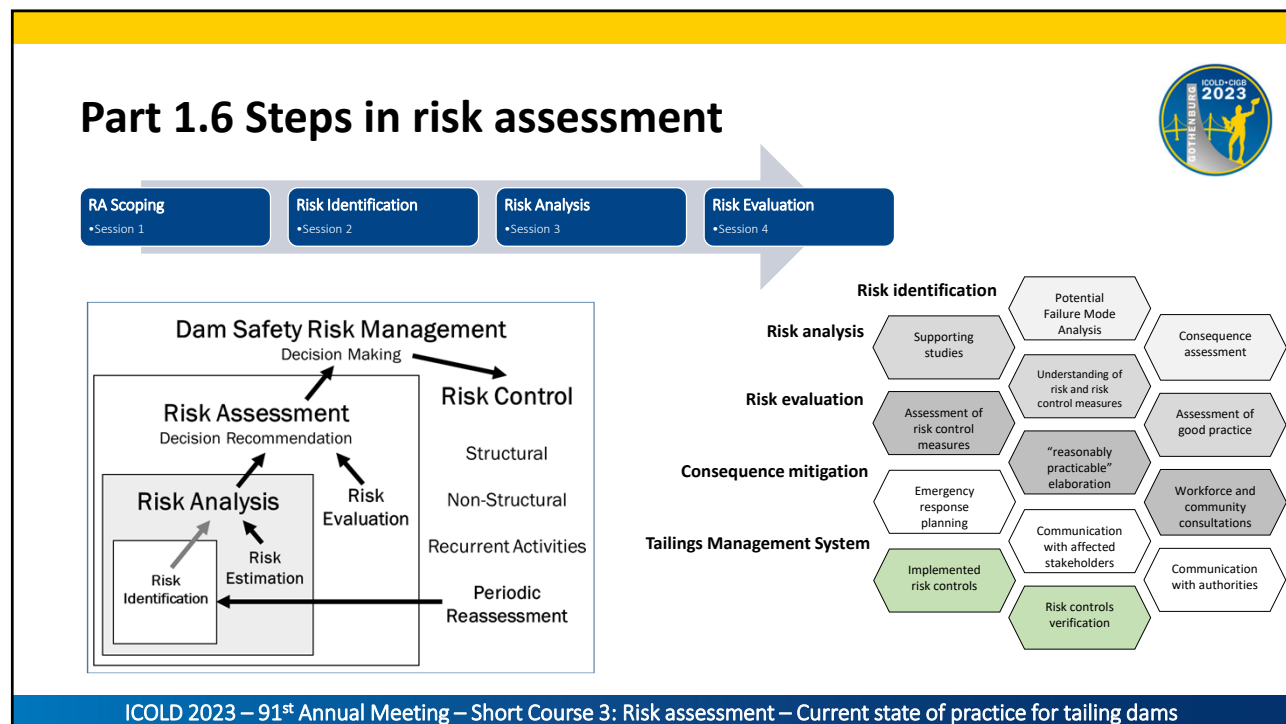 Part 1.6 Steps in risk assessment
ICOLD•CIGB
2023
GOTHENBURG
RA Scoping
•Session 1
Risk Identification
•Session 2
Risk Analysis
•Session 3
Risk Evaluation
•Session 4
Dam Safety Risk Management
Decision Making
Risk Control
Risk Assessment
Decision Recommendation
Structural
Risk Analysis
Risk
Evaluation
Non-Structural
Recurrent Activities
Risk
Estimation
Risk
Identification
Periodic
Reassessment
Risk identification
Risk analysis
Risk evaluation
Consequence mitigation
Tailings Management System
Potential
Failure Mode
Analysis
Supporting
studies
Consequence
assessment
Understanding of
risk and risk
control measures
Assessment of
risk control
measures
Assessment of
good practice
“reasonably
practicable”
elaboration
Emergency
response
planning
Workforce and
community
consultations
Communication
with affected
stakeholders
Implemented
risk controls
Communication
with authorities
Risk controls
verification
ICOLD 2023 – 91st Annual Meeting – Short Course 3: Risk assessment – Current state of practice for tailing dams